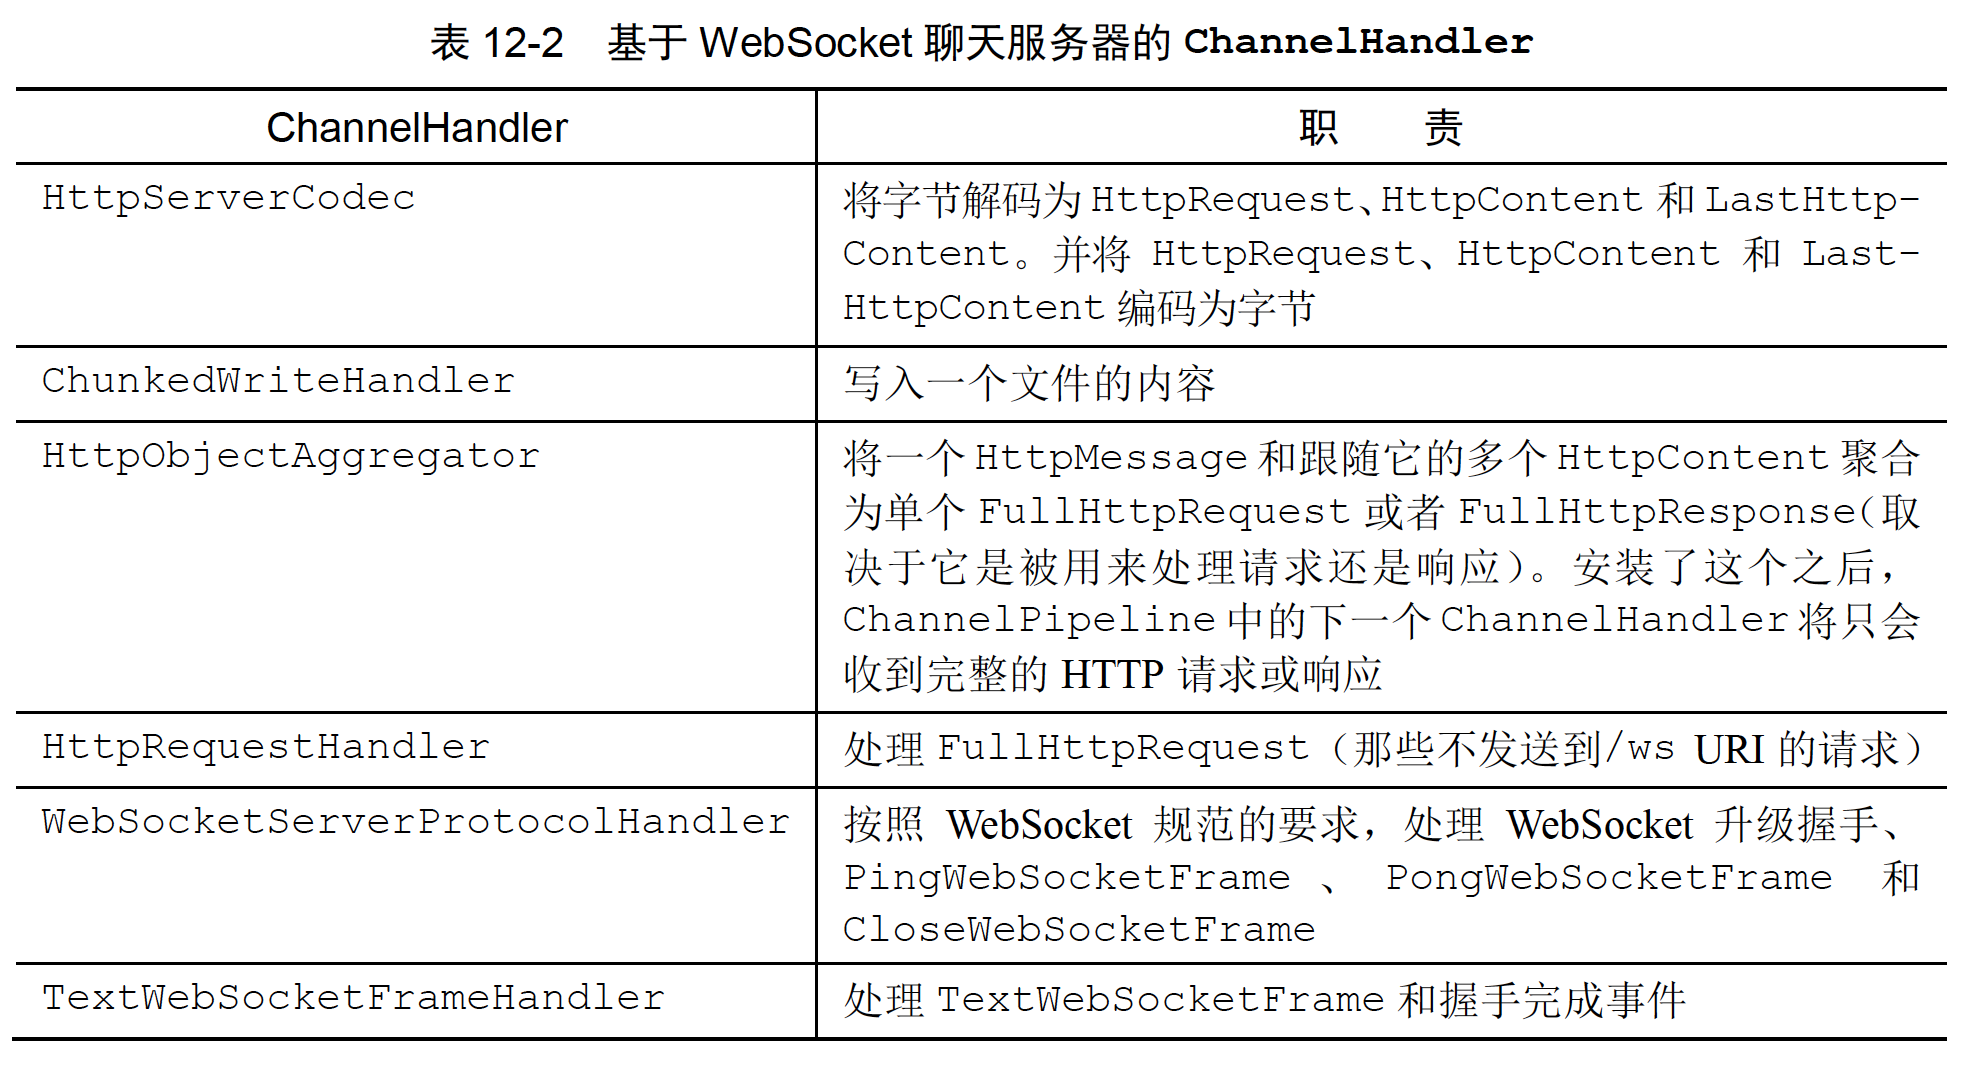 表 12-2 基于 WebSocket 聊天服务器的 ChannelHandler
ChannelHandler 职 责
HttpServerCodec 将字节解码为 HttpRequest、HttpContent 和 LastHttp-
Content。并将 HttpRequest、HttpContent 和 Last-
HttpContent 编码为字节
ChunkedWriteHandler 写入一个文件的内容
HttpObjectAggregator 将一个 HttpMessage 和跟随它的多个 HttpContent 聚合
为单个 FullHttpRequest 或者 FullHttpResponse（取
决于它是被用来处理请求还是响应）。安装了这个之后，
ChannelPipeline 中的下一个 ChannelHandler 将只会
收到完整的 HTTP 请求或响应
HttpRequestHandler 处理 FullHttpRequest（那些不发送到/ws URI 的请求）
WebSocketServerProtocolHandler 按照 WebSocket 规范的要求，处理 WebSocket 升级握手、
PingWebSocketFrame 、 PongWebSocketFrame 和
CloseWebSocketFrame
TextWebSocketFrameHandler 处理 TextWebSocketFrame 和握手完成事件